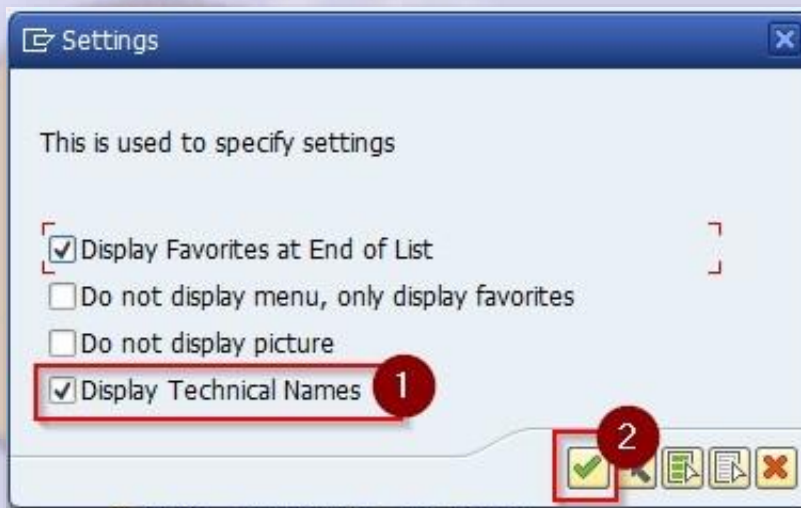 Settings
This is used to specify settings
Display Favorites at End of List
Do not display menu, only display favorites
Do not display picture
Display Technical Names
1
2